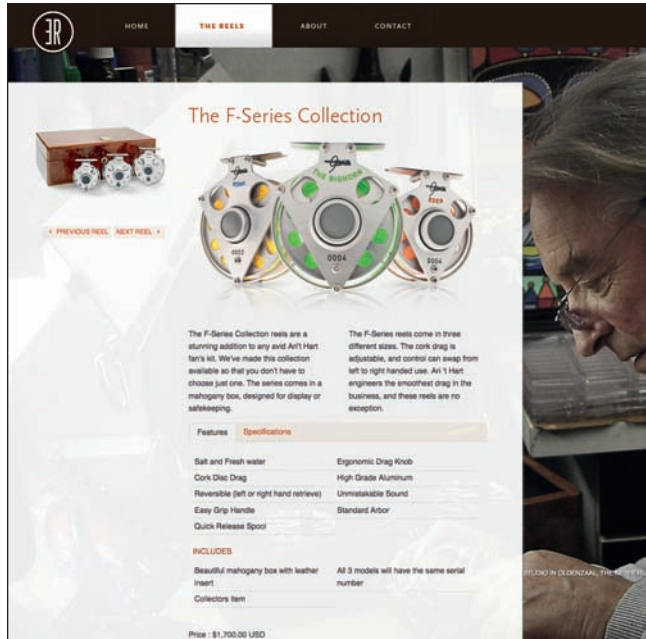 HOME
THE REELS
ABOUT
CONTACT
The F-Series Collection
THE BIGHORN
0004
0004
PREVIOUS REEL
NEXT REEL
The F-Series Collection reels are a
stunning addition to any avid Ari't Hart
fan's kit. We've made this collection
available so that you don't have to
choose just one. The series comes in a
mahogany box, designed for display or
safekeeping.
The F-Series reels come in three
different sizes. The cork drag is
adjustable, and control can swap from
left to right handed use. Ari 't Hart
engineers the smoothest drag in the
business, and these reels are no
exception.
Features
Specifications
Salt and Fresh water
Ergonomic Drag Knob
Cork Disc Drag
High Grade Aluminum
Reversible (left or right hand retrieve)
Unmistakable Sound
Easy Grip Handle
Standard Arbor
Quick Release Spool
INCLUDES
Beautiful mahogany box with leather
insert
All 3 models will have the same serial
number
Collectors item
Price : $1,700.00 USD
STUDIO IN OLDENZAAL, THE